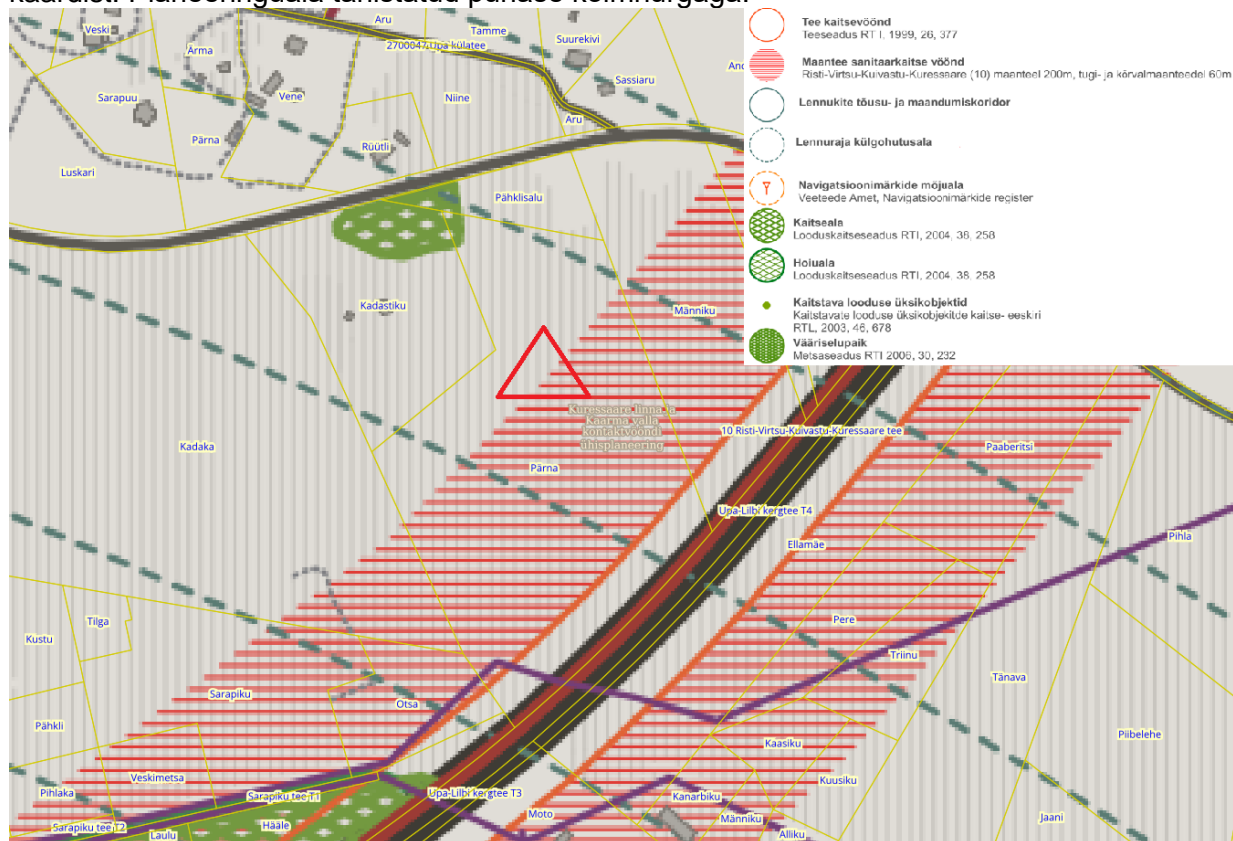 kaardist. Planeeringuala tähistatud punase kolmnurgaga.
Tee kaitsevöönd
Teeseadus RT I, 1999, 26, 377
Maantee sanitaarkaitse vöönd
Risti-Virtsu-Kuivastu-Kuressaare (10) maanteel 200m, tugi- ja kõrvalmaanteedel 60m
Lennukite tõusu- ja maandumiskoridor
Lennuraja külgohutusala
Navigatsioonimärkide mõjuala
Veeteede Amet, Navigatsioonimärkide register
Kaitseala
Looduskaitseseadus RTI, 2004, 38, 258
Hoiuala
Looduskaitseseadus RTI, 2004, 38, 258
Kaitstava looduse üksikobjektid
Kaitstavate looduse üksikobjektide kaitse- eeskiri
RTL, 2003, 46, 678
Vääriselupaik
Metsaseadus RTI 2006, 30, 232
Veski
Ärma
Aru
Tamme
2700047 Upa külatee
Suurekivi
Sassiaru
Sarapuu
Vene
Niine
Aru
Pärna
Rüütli
Luskari
Pähklisalu
Kadastiku
Männiku
Kuressaare linna ja
Kaarma valla
kontaktvööndi
ühisplaneering
10 Risti-Virtsu-Kuivastu-Kuressaare tee
Kadaka
Pärna
Paaberitsi
Upa-Lilbi kergtee T4
Ellamäe
Pihla
Tilga
Kustu
Pere
Triinu
Tänava
Sarapiku
Otsa
Pähkli
Piibelehe
Kaasiku
Veskimetsa
Kuusiku
Pihlaka
Sarapiku tee T1
Upa-Lilbi kergtee T3
Kanarbiku
Sarapiku tee T2
Hääle
Moto
Männiku
Laulu
Alliku
Jaani